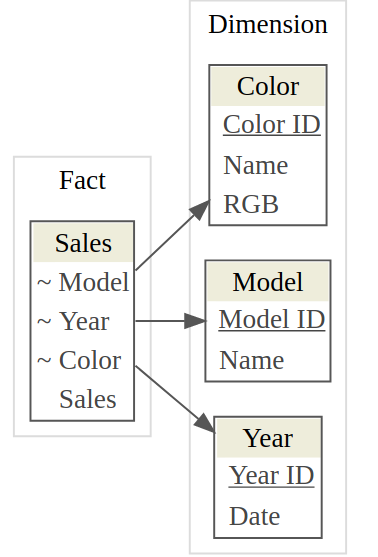 Dimension
Color
Color ID
Name
RGB
Fact
Sales
~ Model
~ Year
~ Color
Sales
Model
Model ID
Name
Year
Year ID
Date